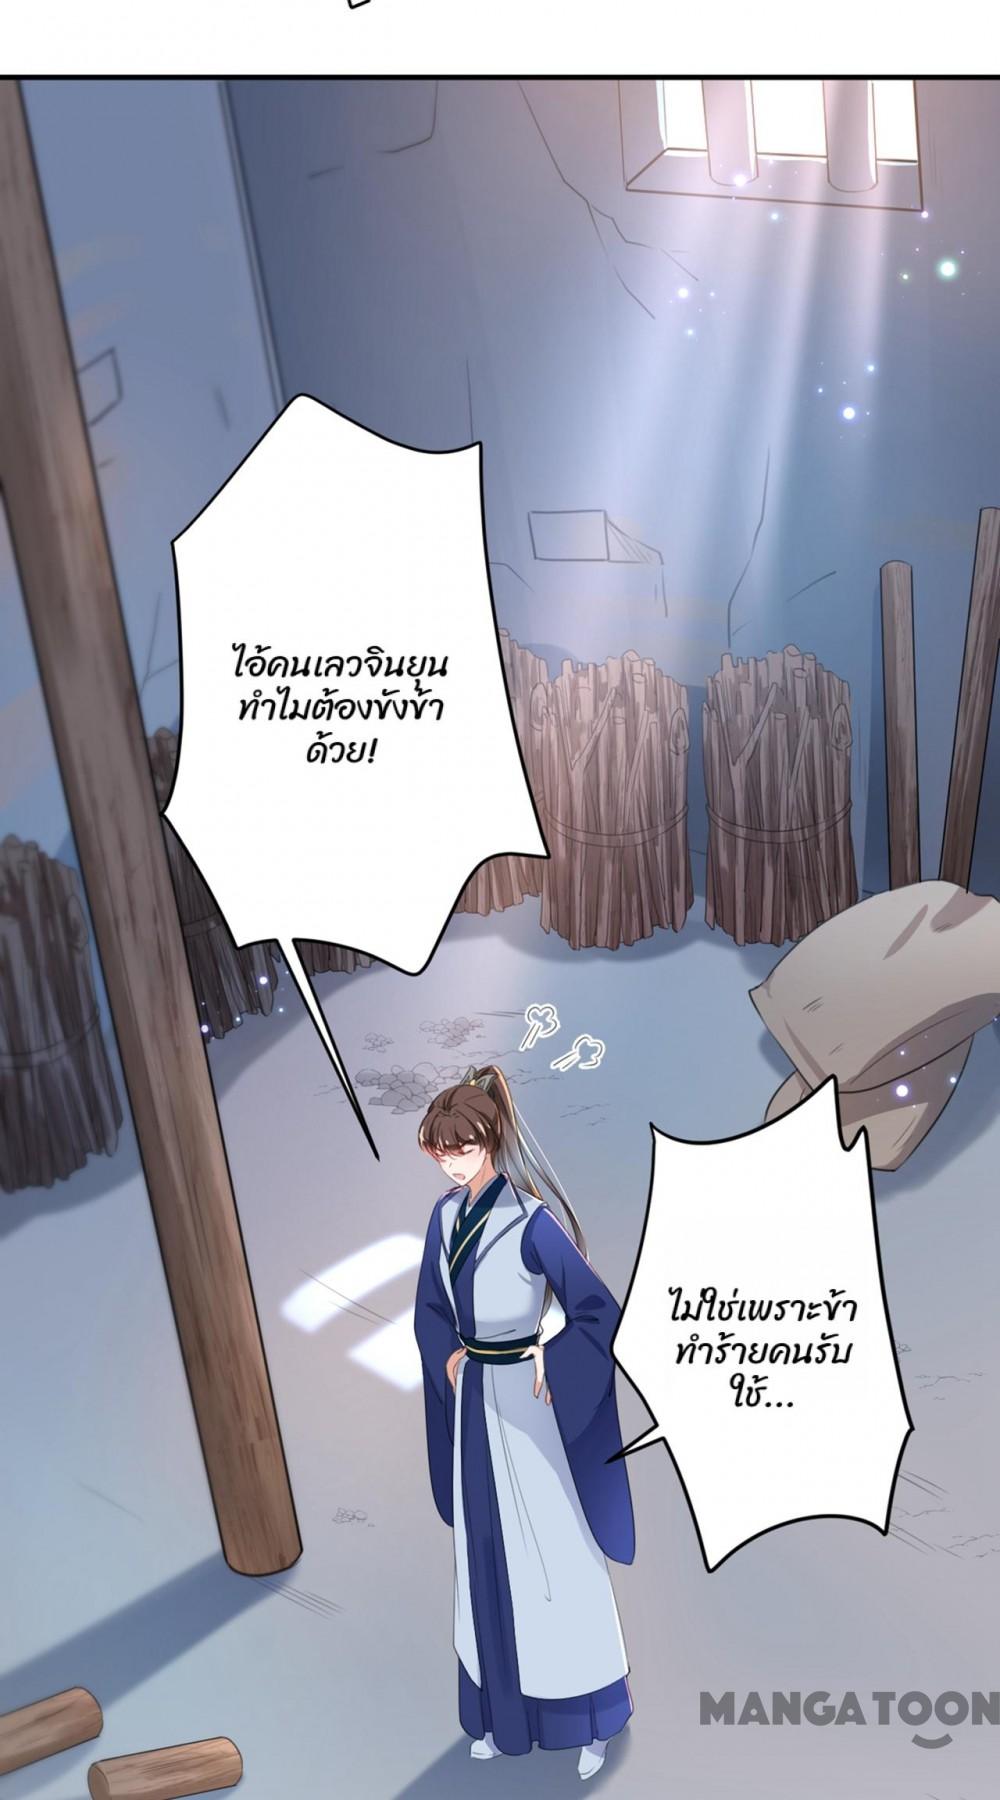 ไอ้คนเลวจินยุน
ทำไมต้องขังข้า
ด้วย!
ไม่ใช่เพราะข้า
ทำร้ายคนรับ
ใช้...
MANGATOON